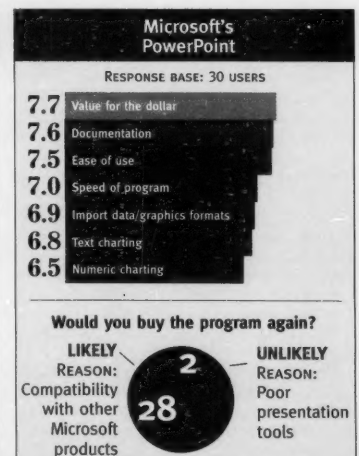 Microsoft's
PowerPoint
RESPONSE BASE: 30 USERS
7.7 Value for the dollar
7.6 Documentation
7.5 Ease of use
7.0 Speed of program
6.9 Import data/graphics formats
6.8 Text charting
6.5 Numeric charting
Would you buy the program again?
LIKELY
REASON:
Compatibility
with other
Microsoft
products
2
28
UNLIKELY
REASON:
Poor
presentation
tools